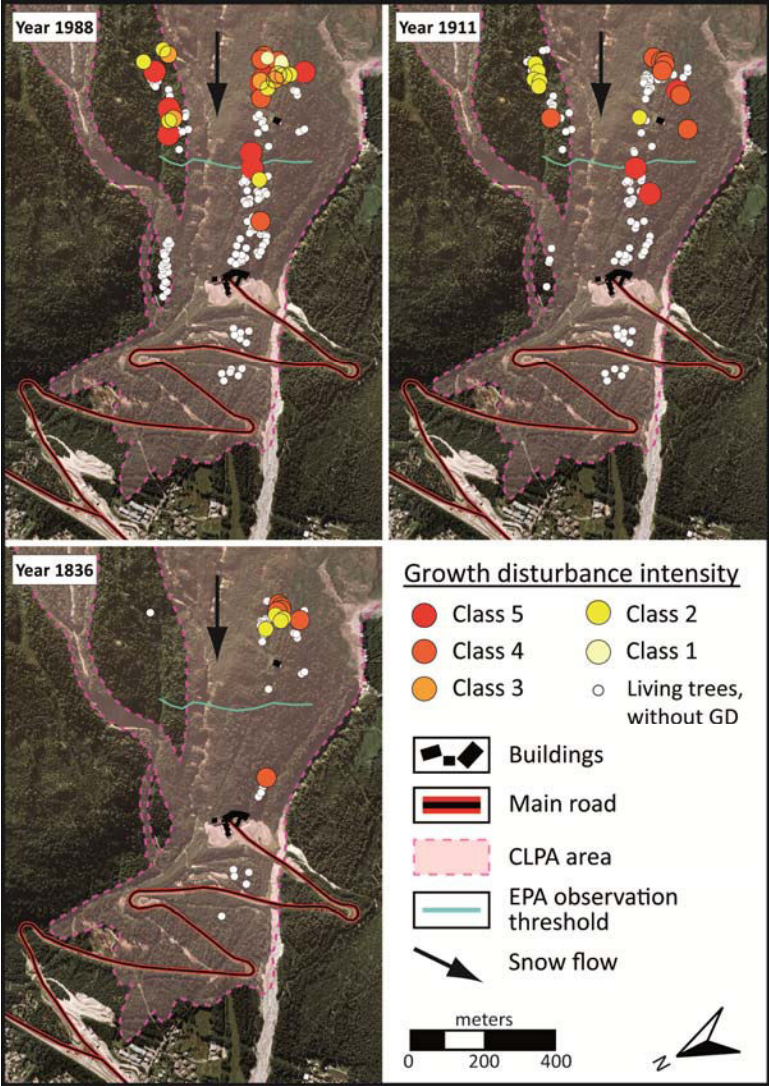 Year 1988
Year 1911
Year 1836
Growth disturbance intensity
Class 5
Class 2
Class 4
Class 1
Class 3
Living trees,
without GD
Buildings
Main road
CLPA area
EPA observation
threshold
Snow flow
meters
0 200 400
N